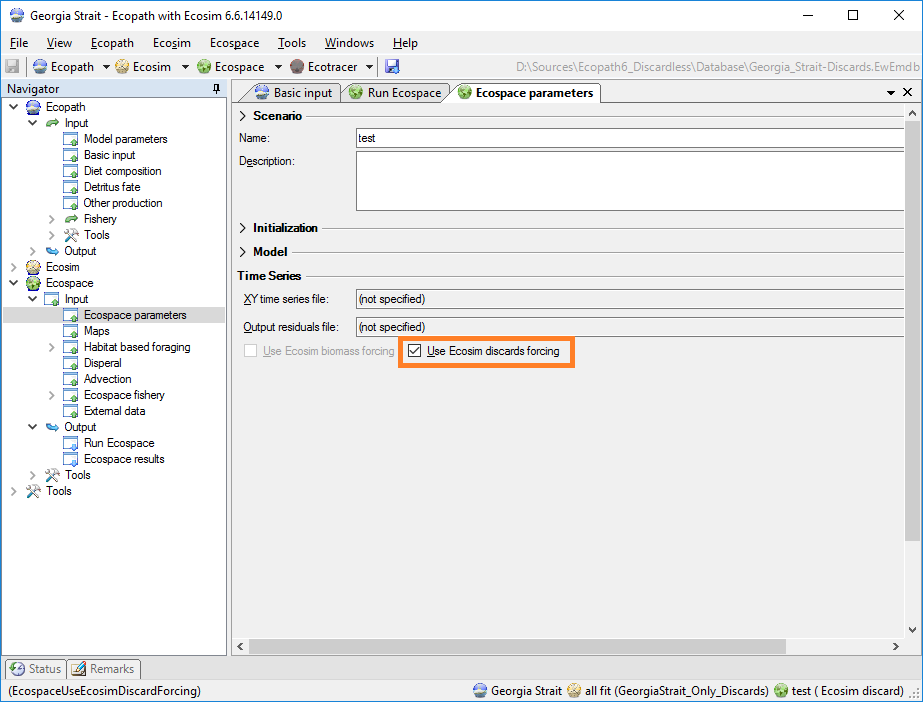 Georgia Strait - Ecopath with Ecosim 6.6.14149.0
File View Ecopath Ecosim Ecospace Tools Windows Help
Ecopath Ecosim Ecospace Ecotracer D:\Sources\Ecopath6_Discardless\Database\Georgia_Strait-Discards.EwEmdb
Navigator
Ecopath
Input
Model parameters
Basic input
Diet composition
Detritus fate
Other production
Fishery
Tools
Output
Ecosim
Ecospace
Input
Ecospace parameters
Maps
Habitat based foraging
Disperal
Advection
Ecospace fishery
External data
Output
Run Ecospace
Ecospace results
Tools
Tools
Basic input Run Ecospace Ecospace parameters
Scenario
Name: test
Description:
Initialization
Model
Time Series
XY time series file: (not specified)
Output residuals file: (not specified)
Use Ecosim biomass forcing Use Ecosim discards forcing
Status Remarks
(EcospaceUseEcosimDiscardForcing) Georgia Strait all fit (GeorgiaStrait_Only_Discards) test ( Ecosim discard)